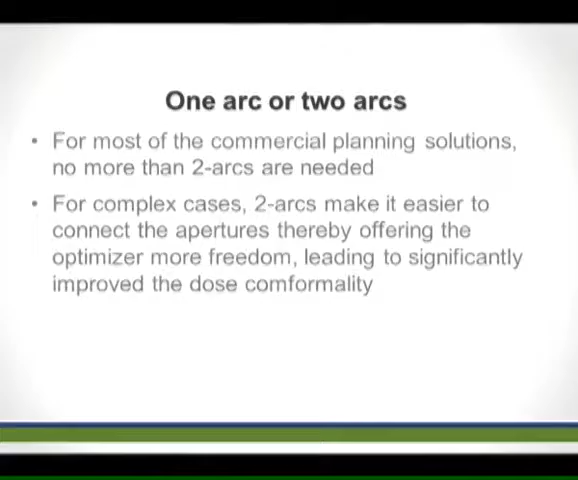 One arc or two arcs
• For most of the commercial planning solutions,
no more than 2-arcs are needed
• For complex cases, 2-arcs make it easier to
connect the apertures thereby offering the
optimizer more freedom, leading to significantly
improved the dose comformality